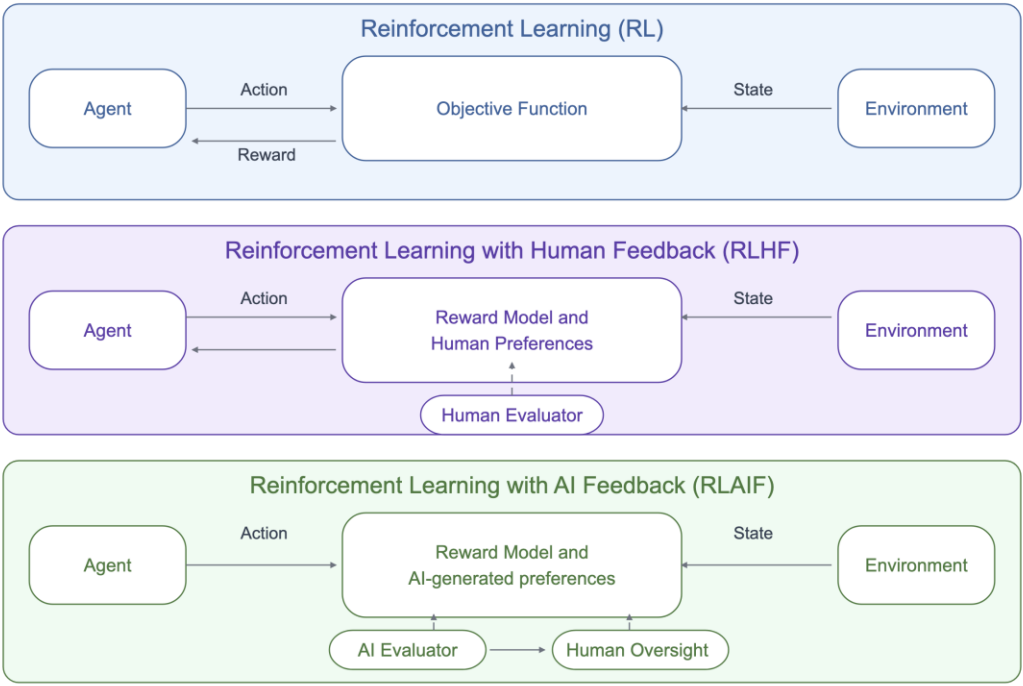 Reinforcement Learning (RL)
Agent
Action
Reward
Objective Function
State
Environment
Reinforcement Learning with Human Feedback (RLHF)
Agent
Action
Reward Model and
Human Preferences
State
Environment
Human Evaluator
Reinforcement Learning with AI Feedback (RLAIF)
Agent
Action
Reward Model and
AI-generated preferences
State
Environment
AI Evaluator
Human Oversight